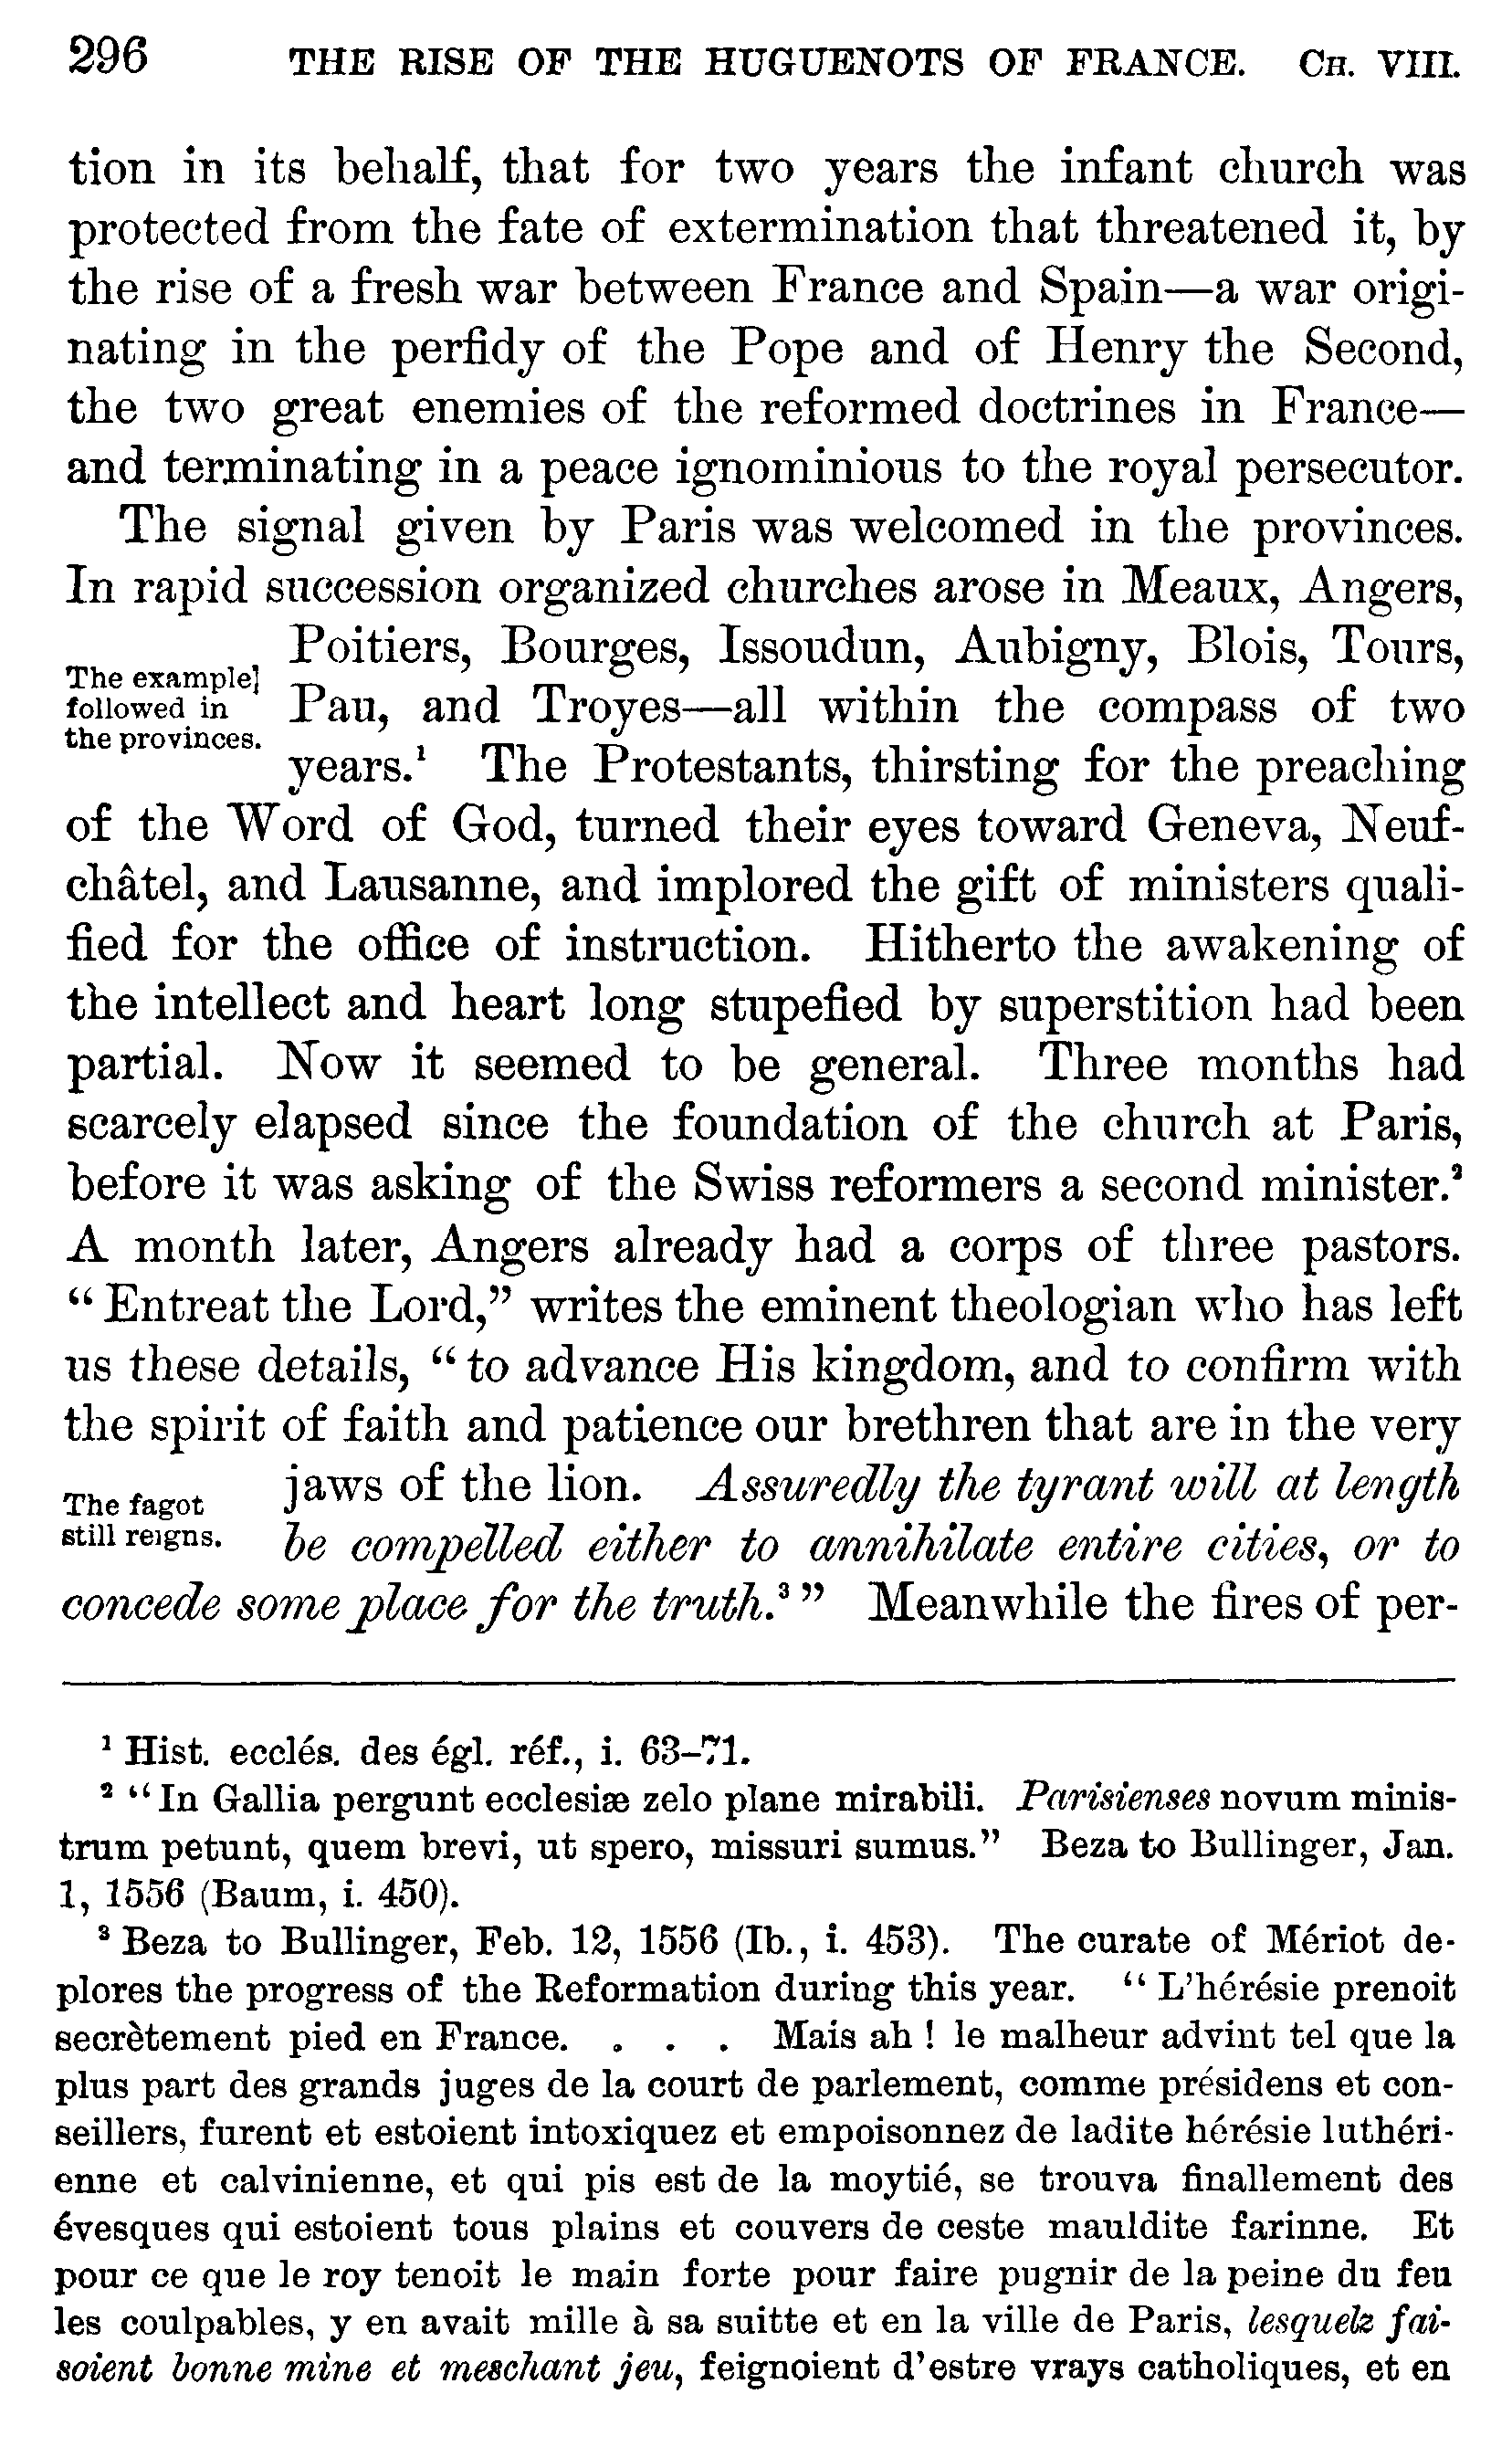 296 THE RISE OF THE HUGUENOTS OF FRANCE. CH. VIII.
tion in its behalf, that for two years the infant church was
protected from the fate of extermination that threatened it, by
the rise of a fresh war between France and Spain—a war origi-
nating in the perfidy of the Pope and of Henry the Second,
the two great enemies of the reformed doctrines in France—
and terminating in a peace ignominious to the royal persecutor.
The signal given by Paris was welcomed in the provinces.
In rapid succession organized churches arose in Meaux, Angers,
The example]
followed in
the provinces.
Poitiers, Bourges, Issoudun, Aubigny, Blois, Tours,
Pau, and Troyes—all within the compass of two
years.¹ The Protestants, thirsting for the preaching
of the Word of God, turned their eyes toward Geneva, Neuf-
châtel, and Lausanne, and implored the gift of ministers quali-
fied for the office of instruction. Hitherto the awakening of
the intellect and heart long stupefied by superstition had been
partial. Now it seemed to be general. Three months had
scarcely elapsed since the foundation of the church at Paris,
before it was asking of the Swiss reformers a second minister.²
A month later, Angers already had a corps of three pastors.
“Entreat the Lord,” writes the eminent theologian who has left
us these details, “to advance His kingdom, and to confirm with
the spirit of faith and patience our brethren that are in the very
The fagot
still reigns.
jaws of the lion. Assuredly the tyrant will at length
be compelled either to annihilate entire cities, or to
concede some place for the truth.³” Meanwhile the fires of per-
¹ Hist. ecclés. des égl. réf., i. 63–71.
² “In Gallia pergunt ecclesiæ zelo plane mirabili. Parisienses novum minis-
trum petunt, quem brevi, ut spero, missuri sumus.” Beza to Bullinger, Jan.
1, 1556 (Baum, i. 450).
³ Beza to Bullinger, Feb. 12, 1556 (Ib., i. 453). The curate of Mériot de-
plores the progress of the Reformation during this year. “L’hérésie prenoit
secrètement pied en France. . . . Mais ah ! le malheur advint tel que la
plus part des grands juges de la court de parlement, comme présidens et con-
seillers, furent et estoient intoxiquez et empoisonnez de ladite hérésie luthéri-
enne et calvinienne, et qui pis est de la moytié, se trouva finallement des
évesques qui estoient tous plains et couvers de ceste mauldite farinne. Et
pour ce que le roy tenoit le main forte pour faire pugnir de la peine du feu
les coulpables, y en avait mille à sa suitte et en la ville de Paris, lesquelz fai-
soient bonne mine et meschant jeu, feignoient d’estre vrays catholiques, et en